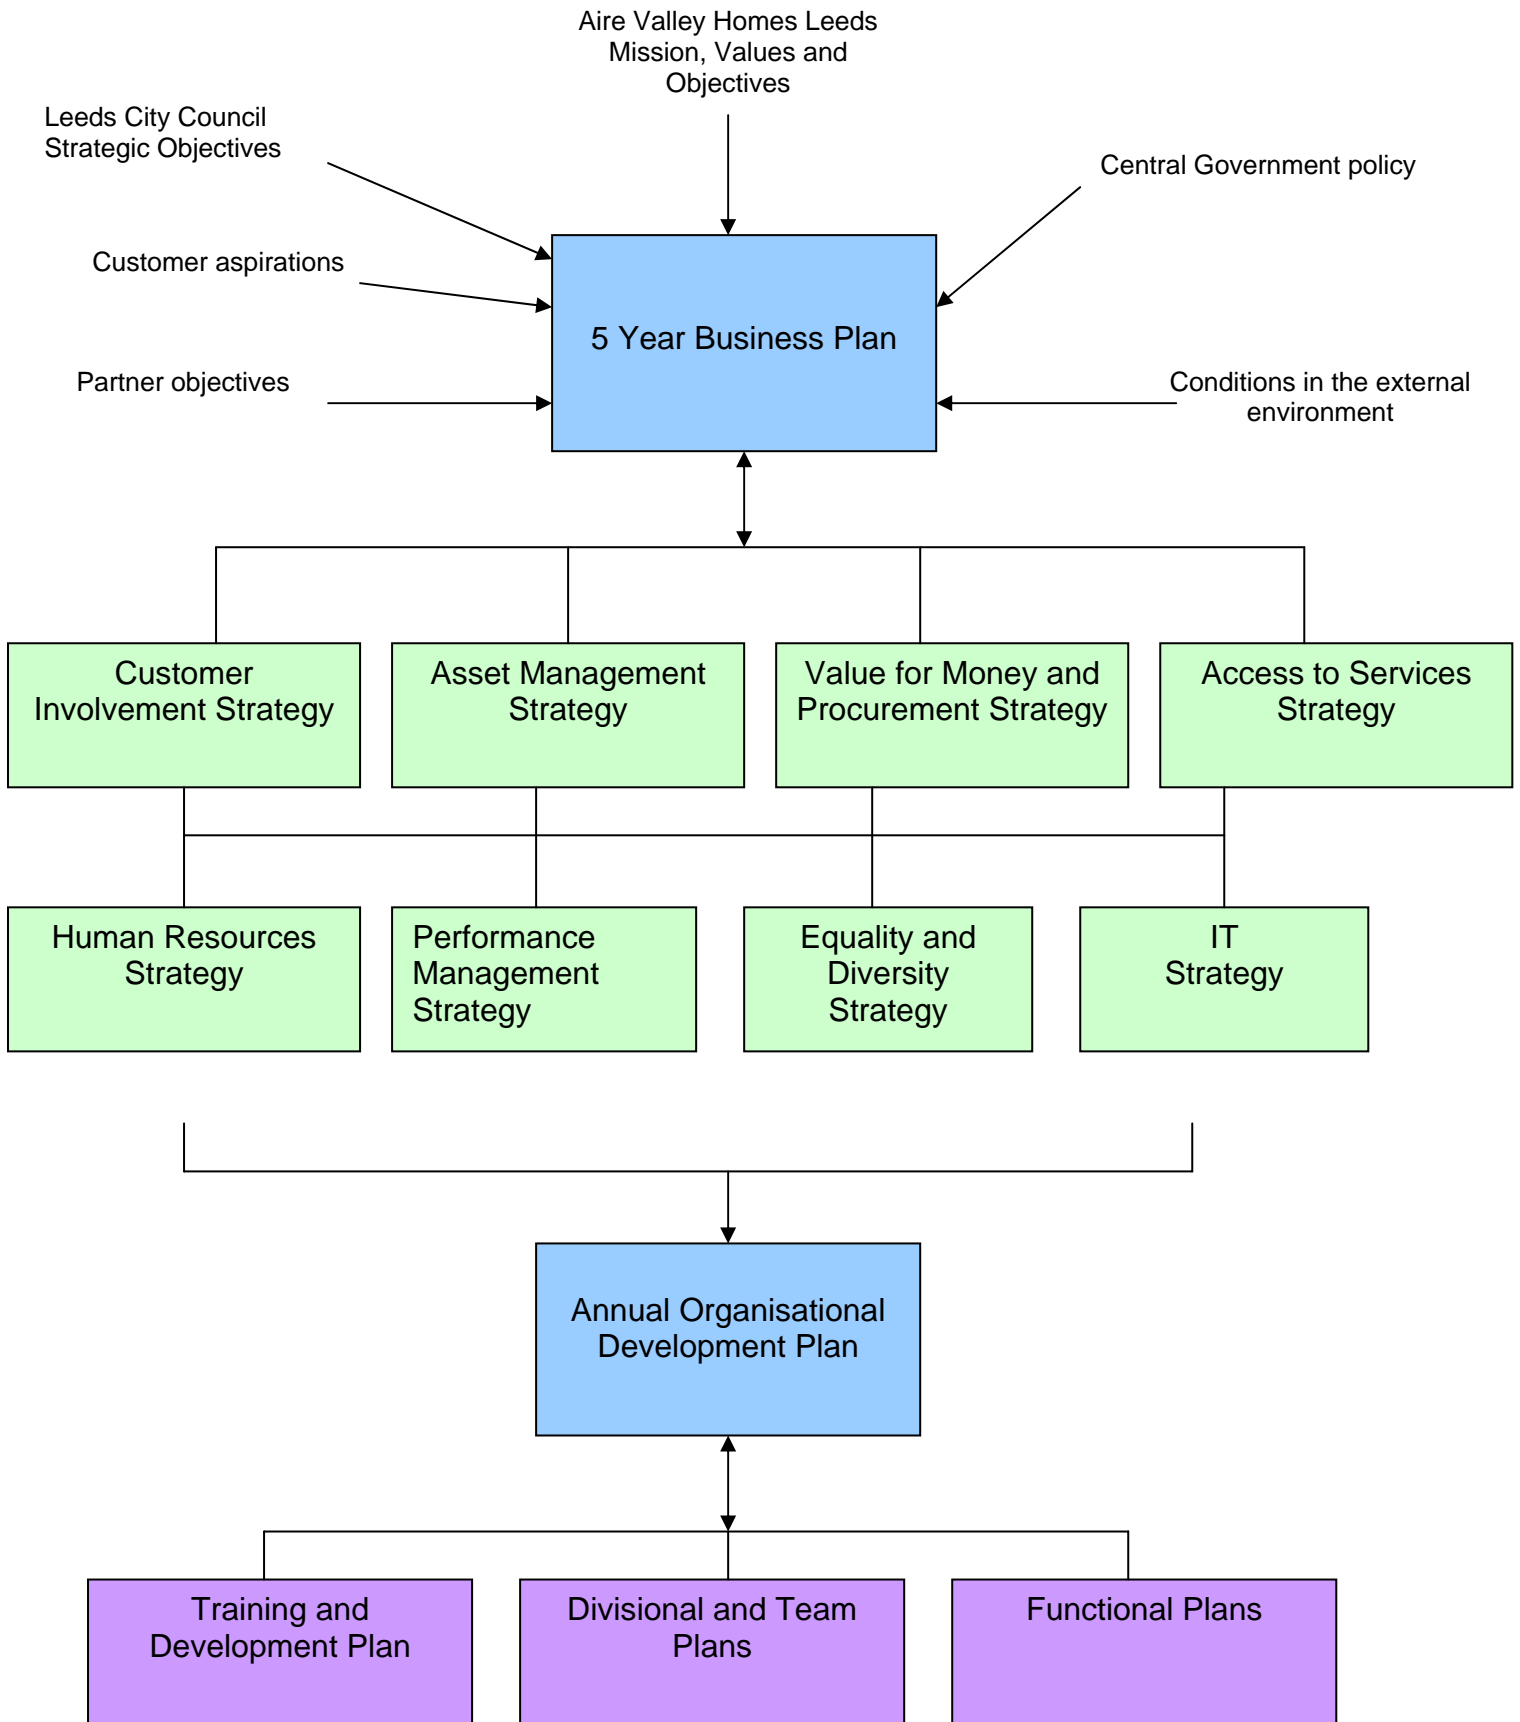 Aire Valley Homes Leeds
Mission, Values and
Objectives
Leeds City Council
Strategic Objectives
Central Government policy
Customer aspirations
5 Year Business Plan
Partner objectives
Conditions in the external
environment
Customer
Involvement Strategy
Asset Management
Strategy
Value for Money and
Procurement Strategy
Access to Services
Strategy
Human Resources
Strategy
Performance
Management
Strategy
Equality and
Diversity
Strategy
IT
Strategy
Annual Organisational
Development Plan
Training and
Development Plan
Divisional and Team
Plans
Functional Plans